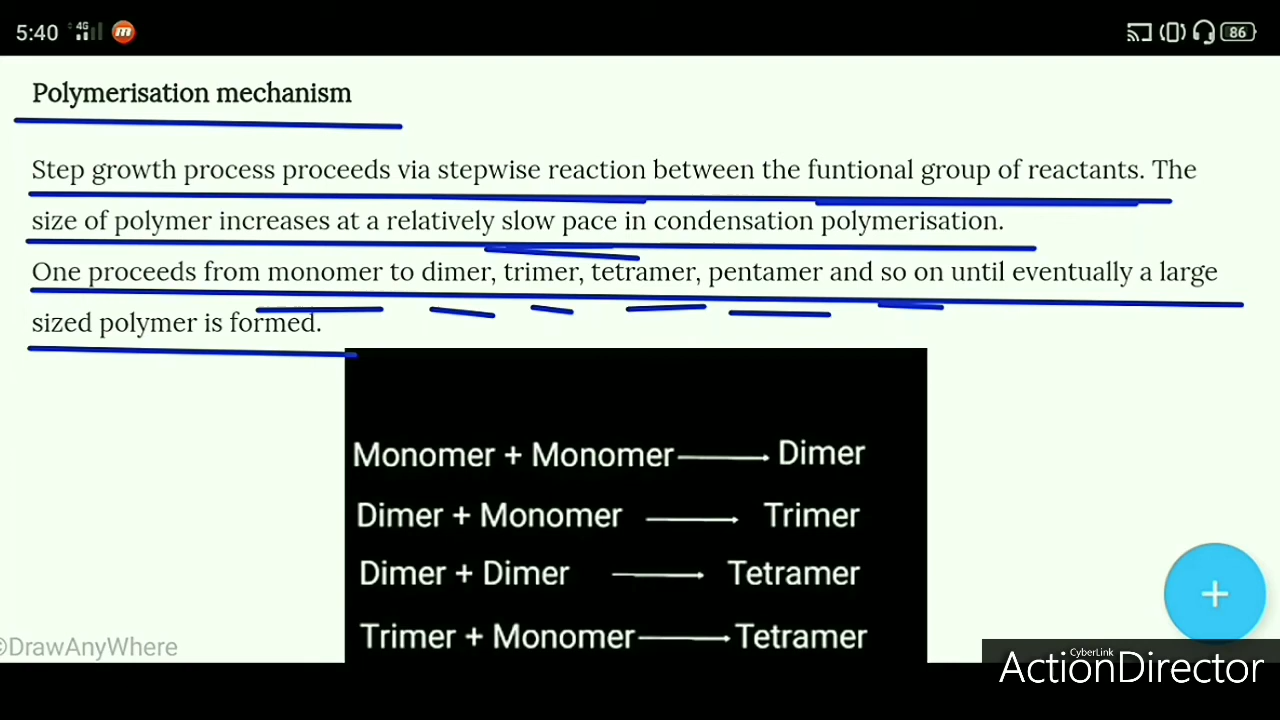 5:40 4G m 86
Polymerisation mechanism
Step growth process proceeds via stepwise reaction between the funtional group of reactants. The
size of polymer increases at a relatively slow pace in condensation polymerisation.
One proceeds from monomer to dimer, trimer, tetramer, pentamer and so on until eventually a large
sized polymer is formed.
Monomer + Monomer → Dimer
Dimer + Monomer → Trimer
Dimer + Dimer → Tetramer
Trimer + Monomer → Tetramer
+
©DrawAnyWhere
CyberLink
ActionDirector